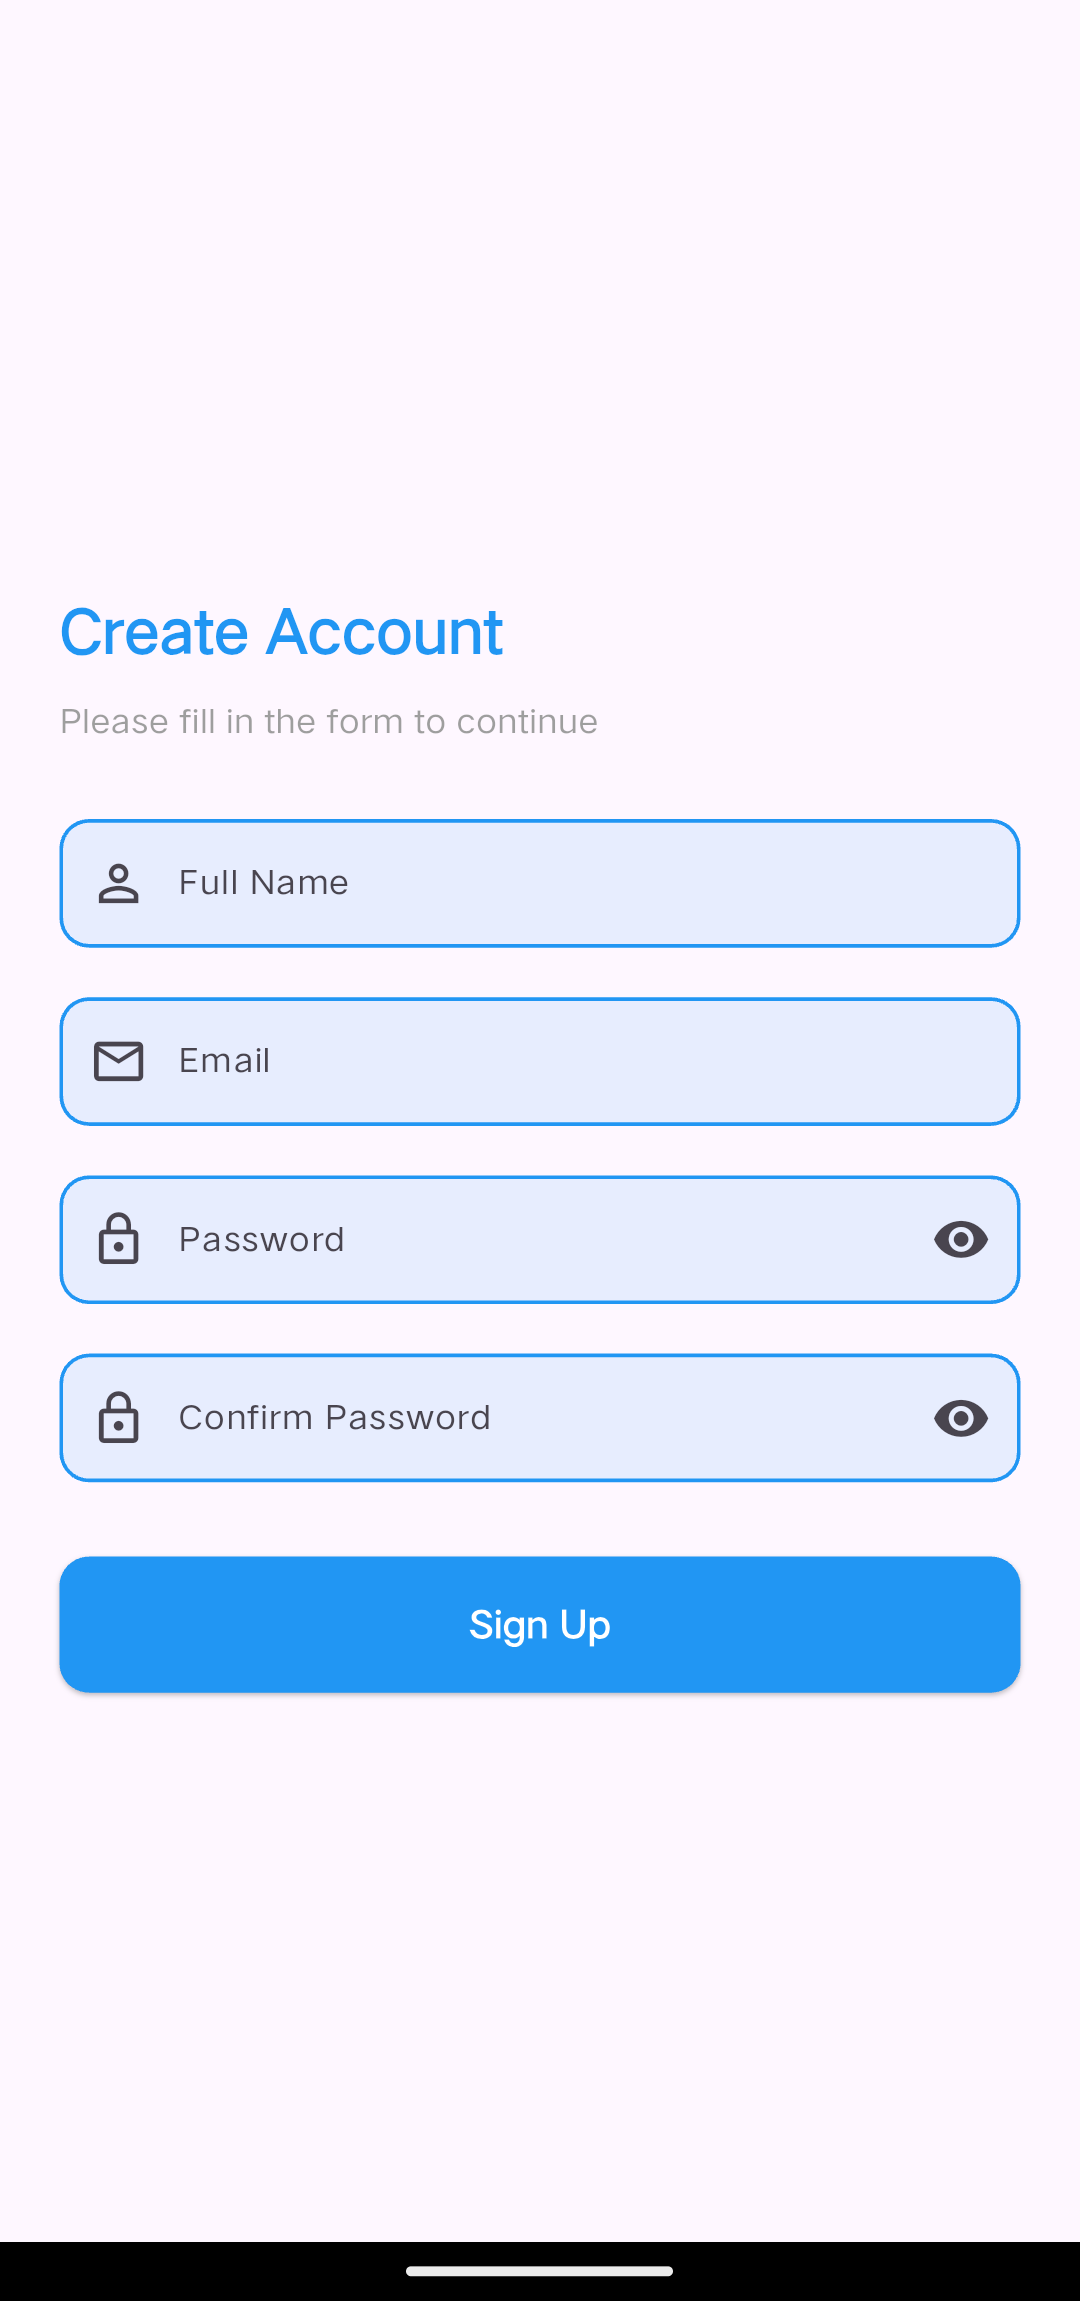 Create Account
Please fill in the form to continue
Full Name
Email
Password
Confirm Password
Sign Up